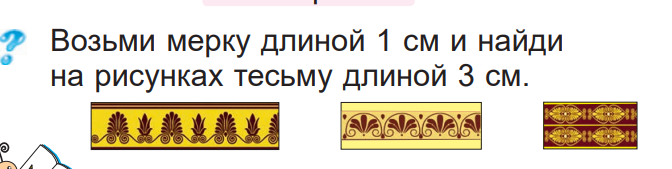 Возьми мерку длиной 1 см и найди
на рисунках тесьму длиной 3 см.